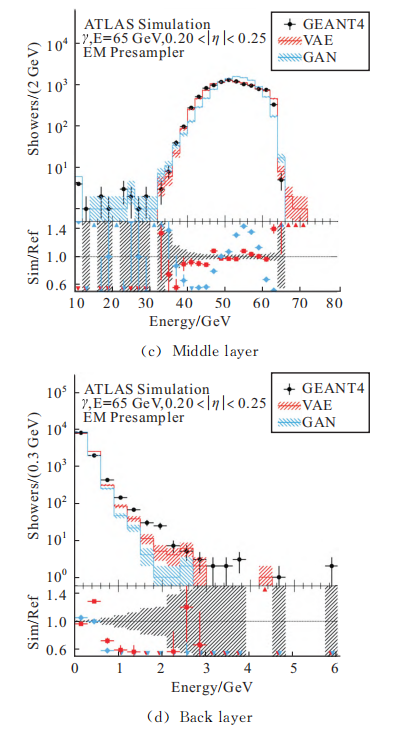 ATLAS Simulation
γ,E=65 GeV,0.20<|η|<0.25
EM Presampler
GEANT4
VAE
GAN
Showers/(2 GeV)
10⁴
10³
10²
10¹
Sim/Ref
1.4
1.0
0.6
10 20 30 40 50 60 70 80
Energy/GeV
(c) Middle layer
ATLAS Simulation
γ,E=65 GeV,0.20<|η|<0.25
EM Presampler
GEANT4
VAE
GAN
Showers/(0.3 GeV)
10⁵
10⁴
10³
10²
10¹
10⁰
Sim/Ref
1.4
1.0
0.6
0 1 2 3 4 5 6
Energy/GeV
(d) Back layer